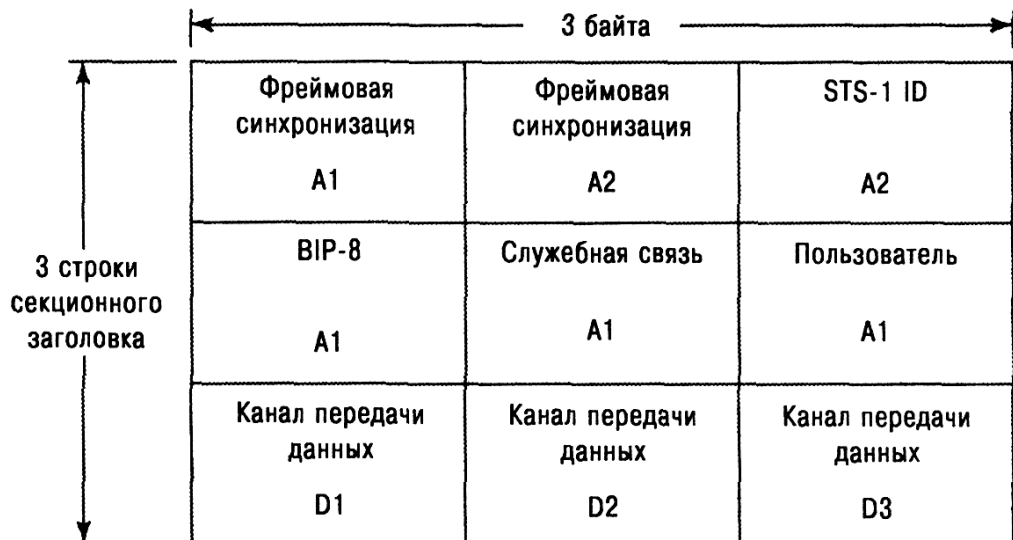 3 байта
Фреймовая
синхронизация
A1
Фреймовая
синхронизация
A2
STS-1 ID
A2
3 строки
секционного
заголовка
BIP-8
A1
Служебная связь
A1
Пользователь
A1
Канал передачи
данных
D1
Канал передачи
данных
D2
Канал передачи
данных
D3